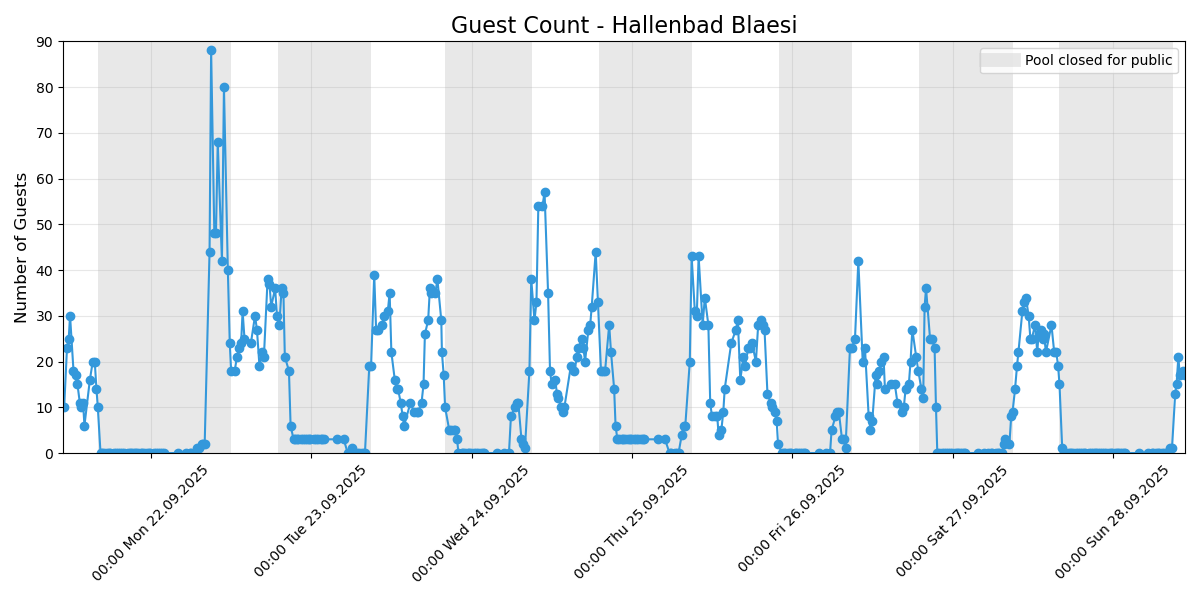 Guest Count - Hallenbad Blaesi
Pool closed for public
Number of Guests
90
80
70
60
50
40
30
20
10
0
00:00 Mon 22.09.2025
00:00 Tue 23.09.2025
00:00 Wed 24.09.2025
00:00 Thu 25.09.2025
00:00 Fri 26.09.2025
00:00 Sat 27.09.2025
00:00 Sun 28.09.2025